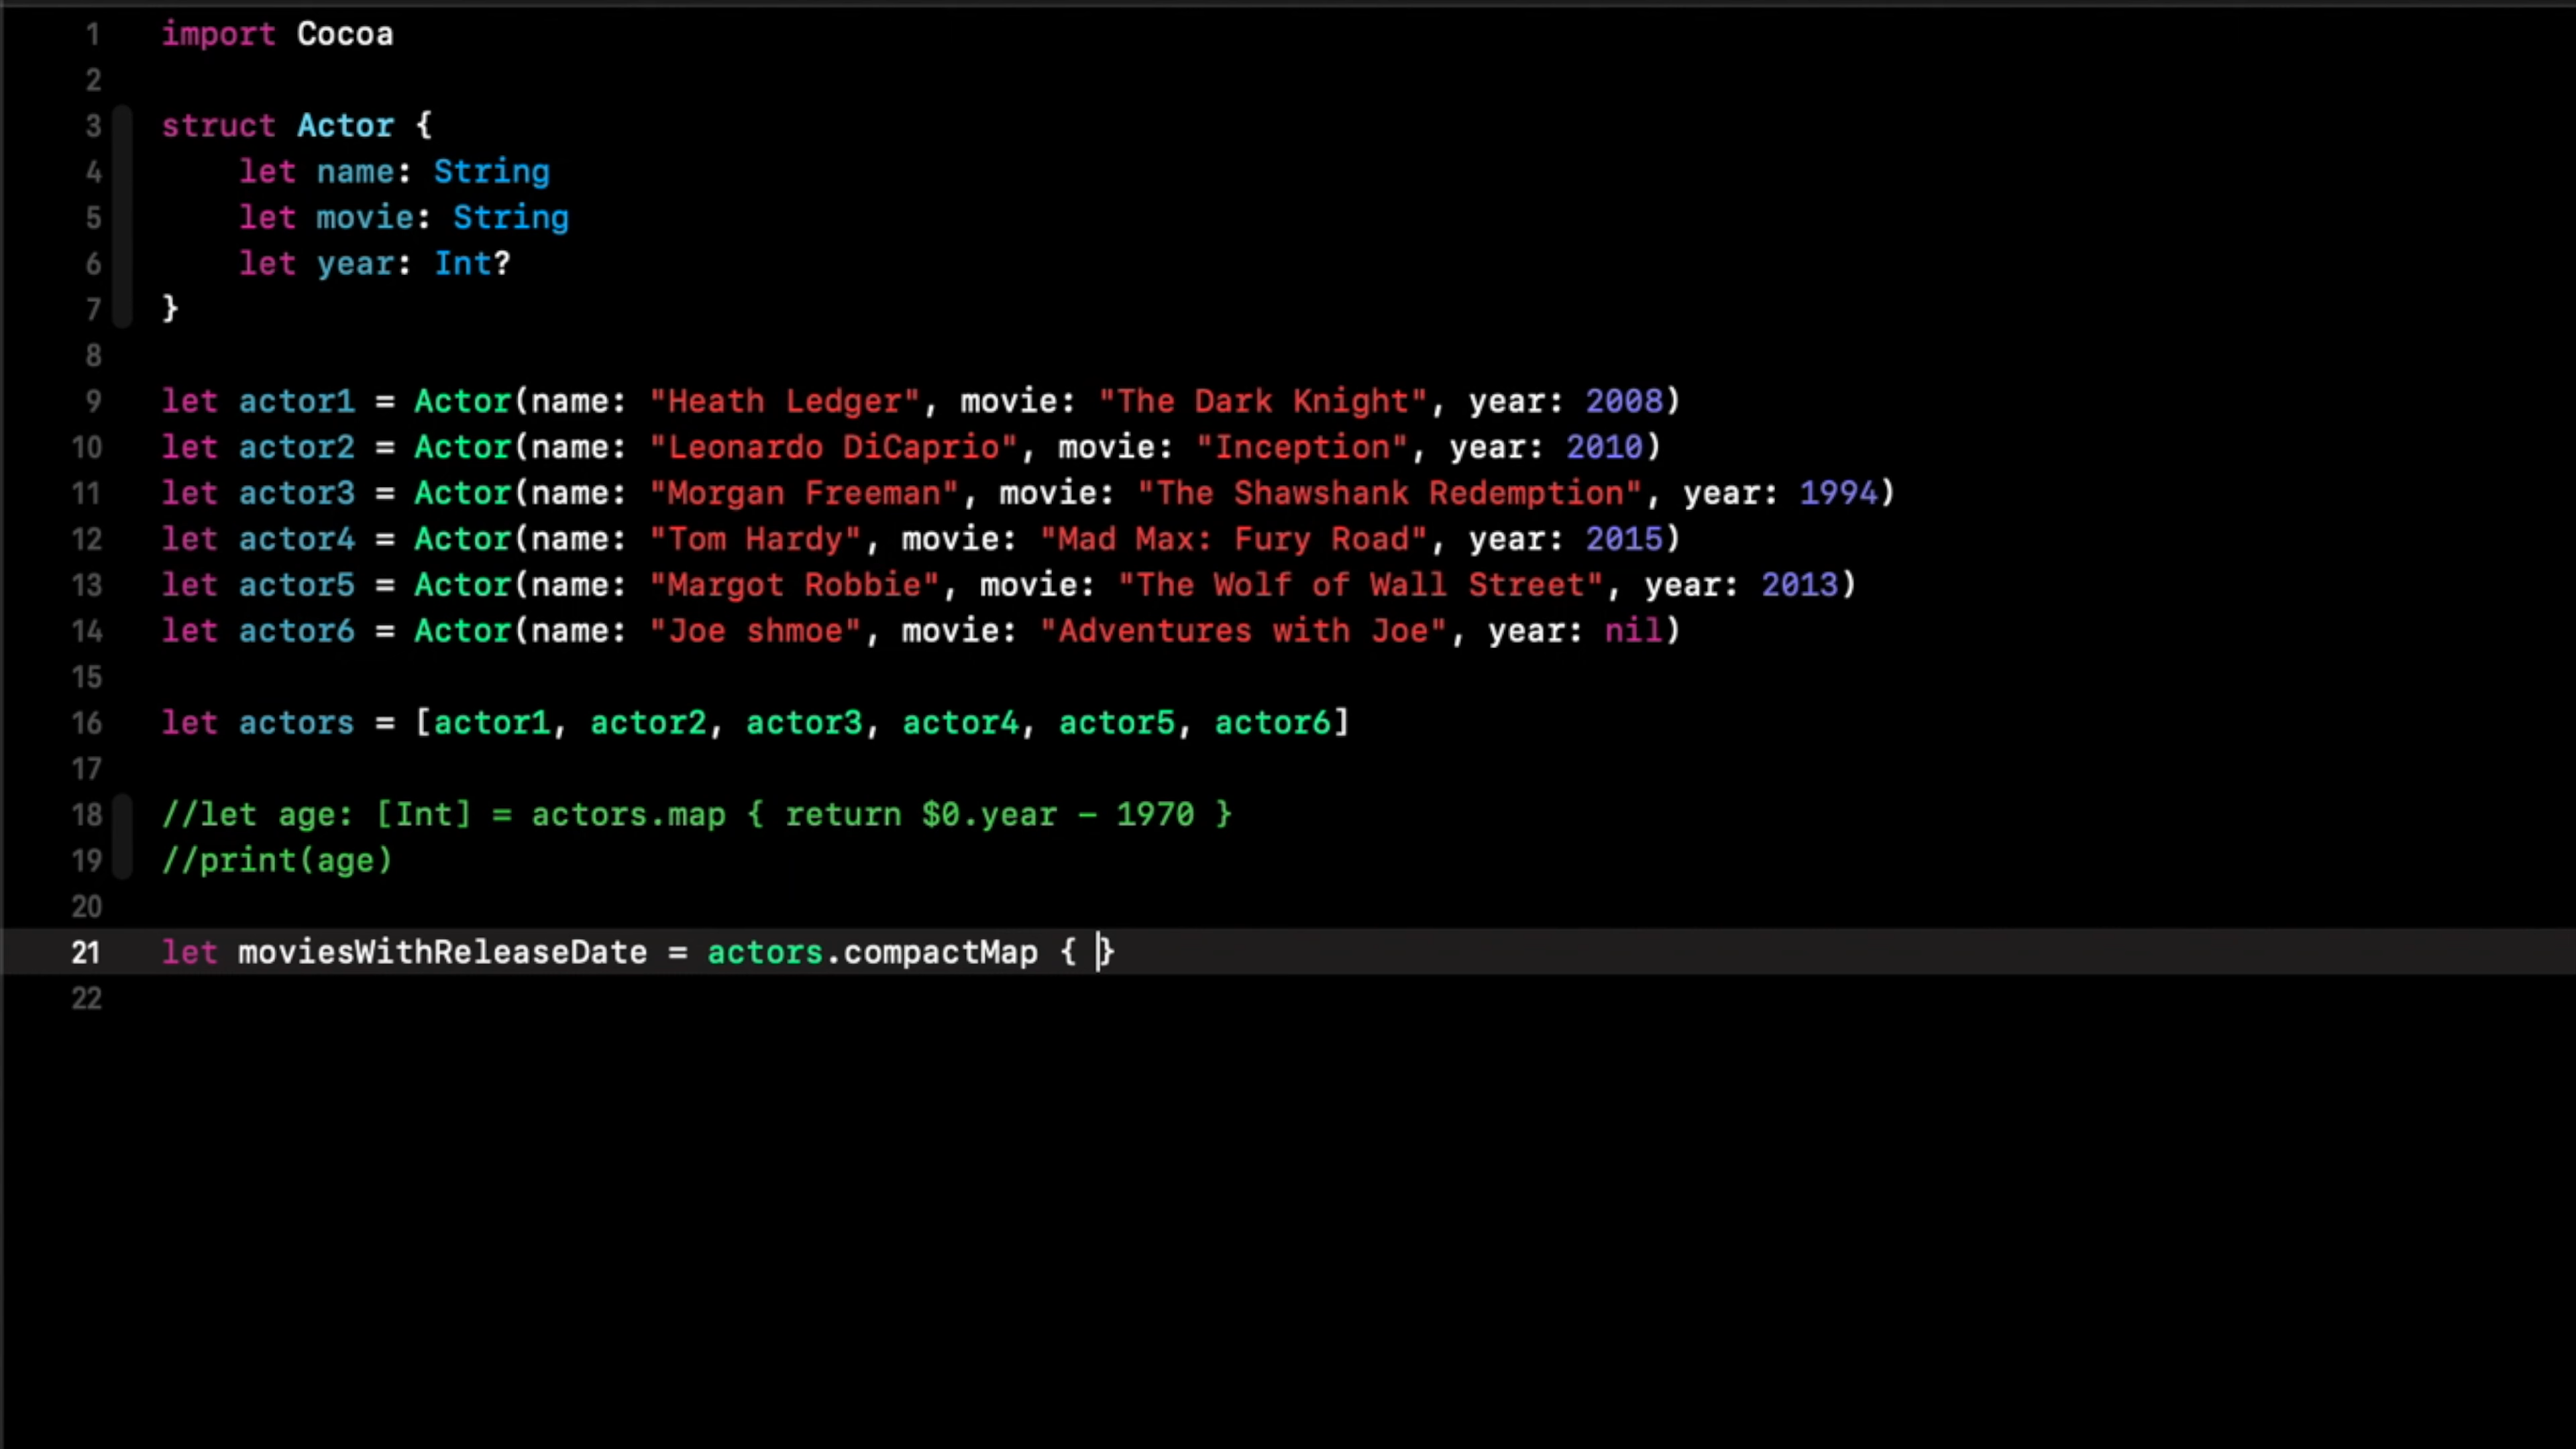 1 import Cocoa
2
3 struct Actor {
4 let name: String
5 let movie: String
6 let year: Int?
7 }
8
9 let actor1 = Actor(name: "Heath Ledger", movie: "The Dark Knight", year: 2008)
10 let actor2 = Actor(name: "Leonardo DiCaprio", movie: "Inception", year: 2010)
11 let actor3 = Actor(name: "Morgan Freeman", movie: "The Shawshank Redemption", year: 1994)
12 let actor4 = Actor(name: "Tom Hardy", movie: "Mad Max: Fury Road", year: 2015)
13 let actor5 = Actor(name: "Margot Robbie", movie: "The Wolf of Wall Street", year: 2013)
14 let actor6 = Actor(name: "Joe shmoe", movie: "Adventures with Joe", year: nil)
15
16 let actors = [actor1, actor2, actor3, actor4, actor5, actor6]
17
18 //let age: [Int] = actors.map { return $0.year - 1970 }
19 //print(age)
20
21 let moviesWithReleaseDate = actors.compactMap { }
22